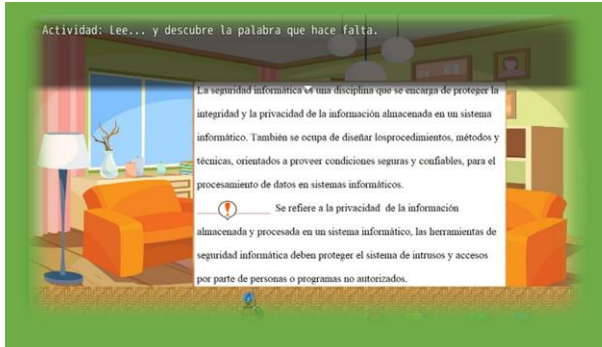 Actividad: Lee... y descubre la palabra que hace falta.
La seguridad informática es una disciplina que se encarga de proteger la
integridad y la privacidad de la información almacenada en un sistema
informático. También se ocupa de diseñar losprocedimientos, métodos y
técnicas, orientados a proveer condiciones seguras y confiables, para el
procesamiento de datos en sistemas informáticos.
Se refiere a la privacidad de la información
almacenada y procesada en un sistema informático, las herramientas de
seguridad informática deben proteger el sistema de intrusos y accesos
por parte de personas o programas no autorizados.